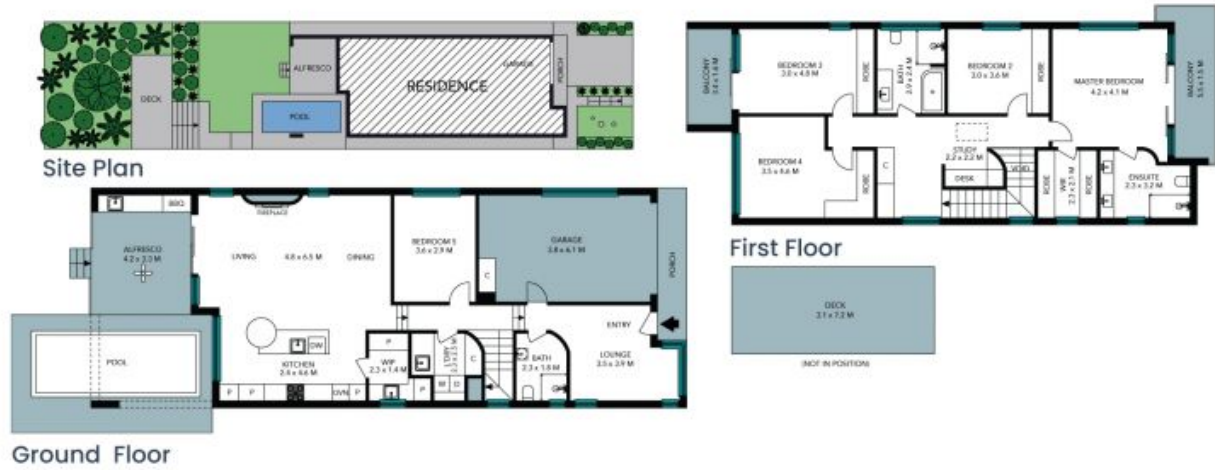 DECK
ALFRESCO
POOL
RESIDENCE
GARAGE
PORCH
Site Plan
BALCONY
3.4 x 1.6 M
BEDROOM 3
3.0 x 4.8 M
ROBE
BATH
2.9 x 2.4 M
BEDROOM 2
3.0 x 3.6 M
ROBE
MASTER BEDROOM
4.2 x 4.1 M
BALCONY
5.5 x 1.5 M
BEDROOM 4
3.5 x 4.6 M
ROBE
C
STUDY
2.2 x 2.2 M
DESK
VOID
ROBE
WIR
2.3 x 2.1 M
ROBE
ENSUITE
2.3 x 3.2 M
First Floor
BBQ
ALFRESCO
4.2 x 3.3 M
FIREPLACE
LIVING
4.8 x 6.5 M
DINING
BEDROOM 5
3.6 x 2.9 M
GARAGE
3.8 x 6.1 M
C
PORCH
ENTRY
LOUNGE
3.5 x 3.9 M
POOL
DW
KITCHEN
2.4 x 4.6 M
P
WIP
2.3 x 1.4 M
L'DRY
C
BATH
2.3 x 1.8 M
P
P
OVN
P
P
W
D
Ground Floor
DECK
3.1 x 7.2 M
(NOT IN POSITION)